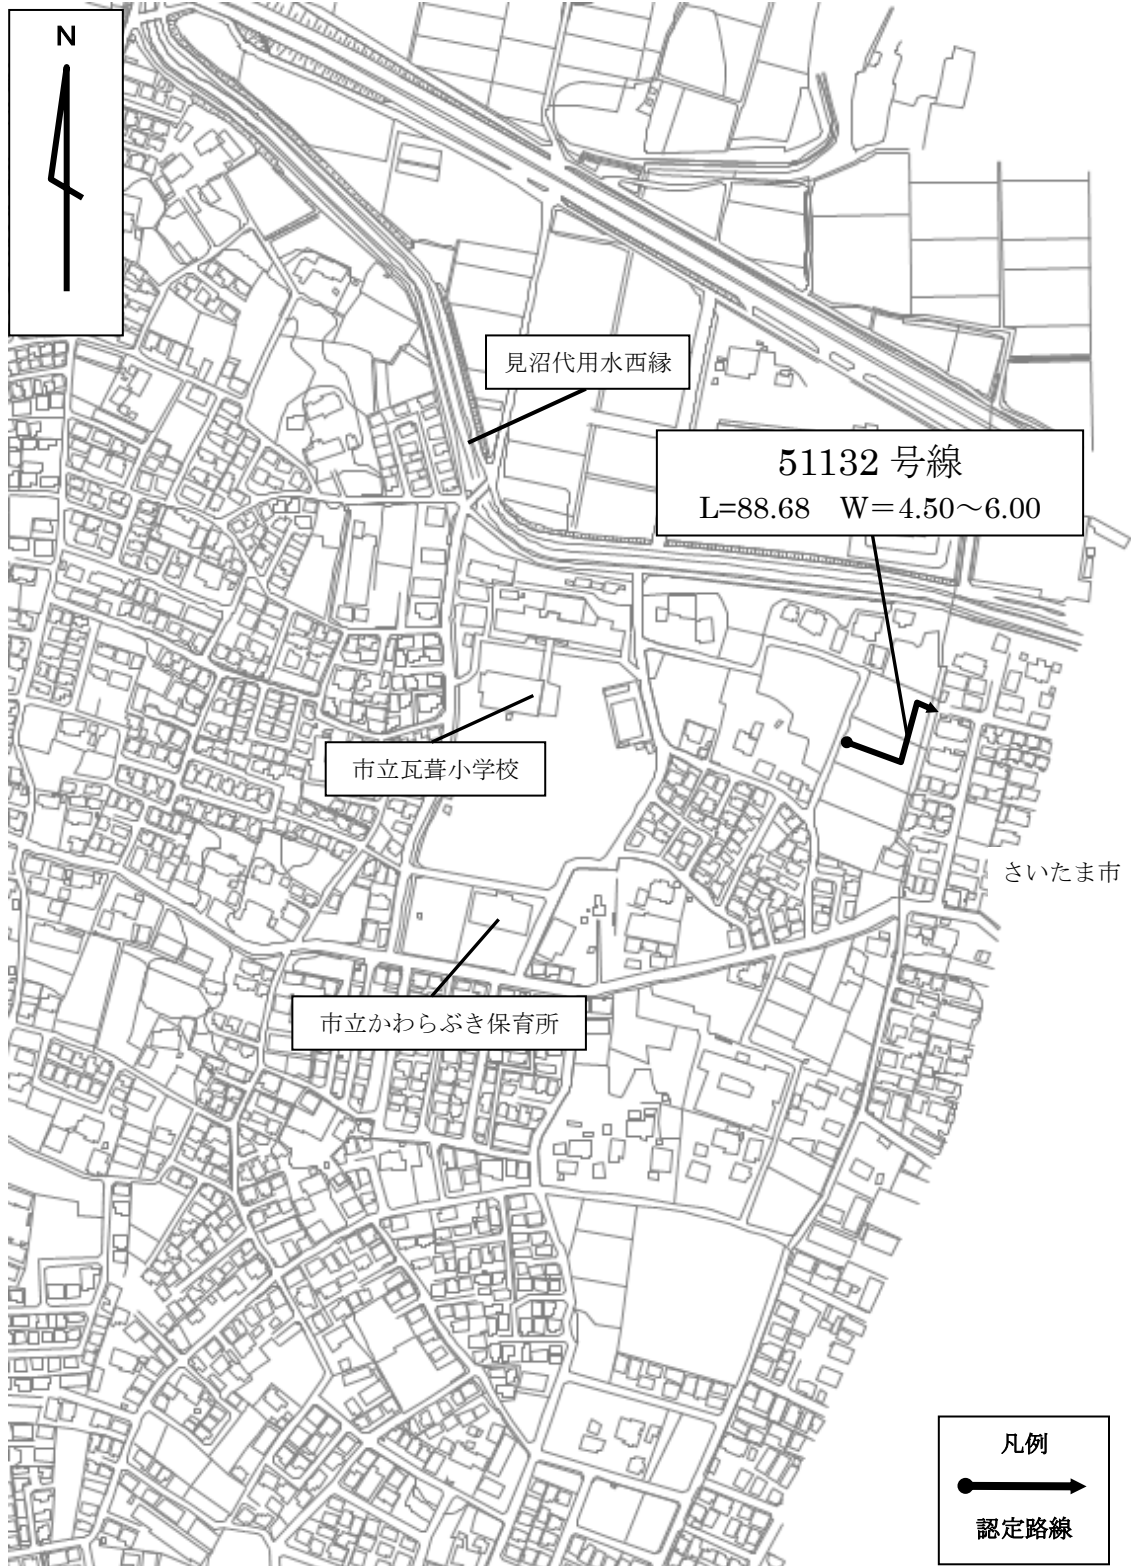 N
見沼代用水西縁
51132 号線
L=88.68　W＝4.50～6.00
市立瓦葺小学校
さいたま市
市立かわらぶき保育所
凡例
認定路線